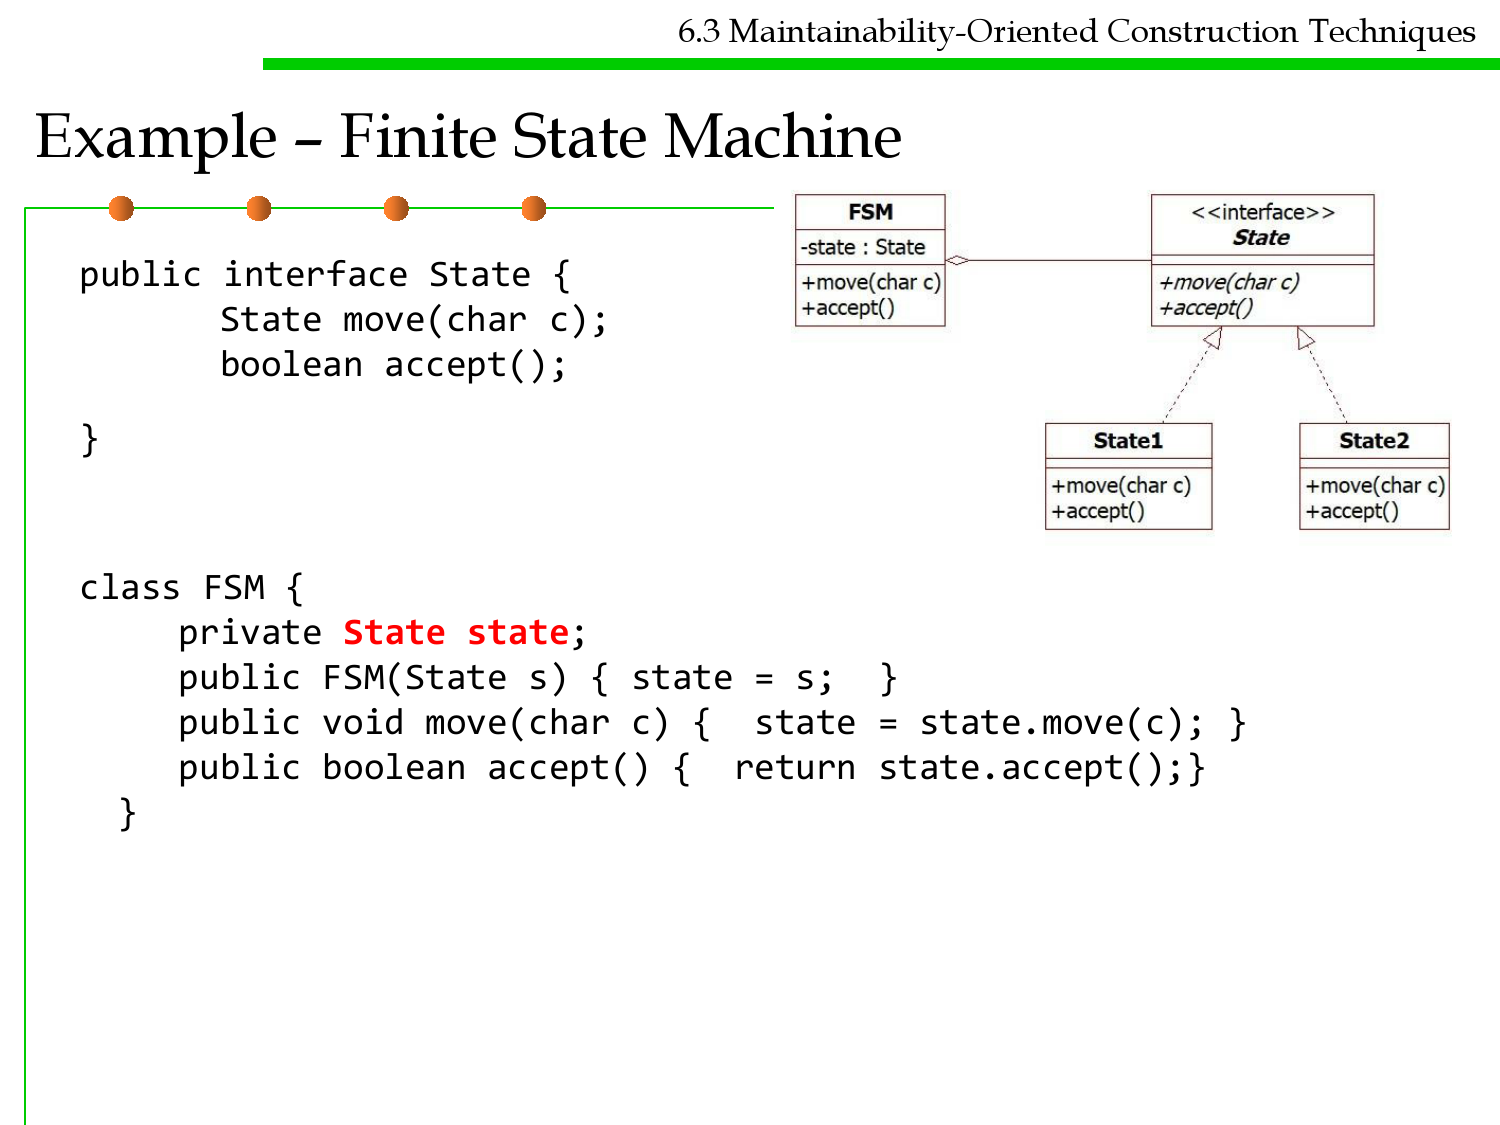 6.3 Maintainability-Oriented Construction Techniques
Example – Finite State Machine
public interface State {
State move(char c);
boolean accept();
}
FSM
-state : State
+move(char c)
+accept()
<<interface>>
State
+move(char c)
+accept()
State1
+move(char c)
+accept()
State2
+move(char c)
+accept()
class FSM {
private State state;
public FSM(State s) { state = s;  }
public void move(char c) {  state = state.move(c); }
public boolean accept() {  return state.accept();}
}